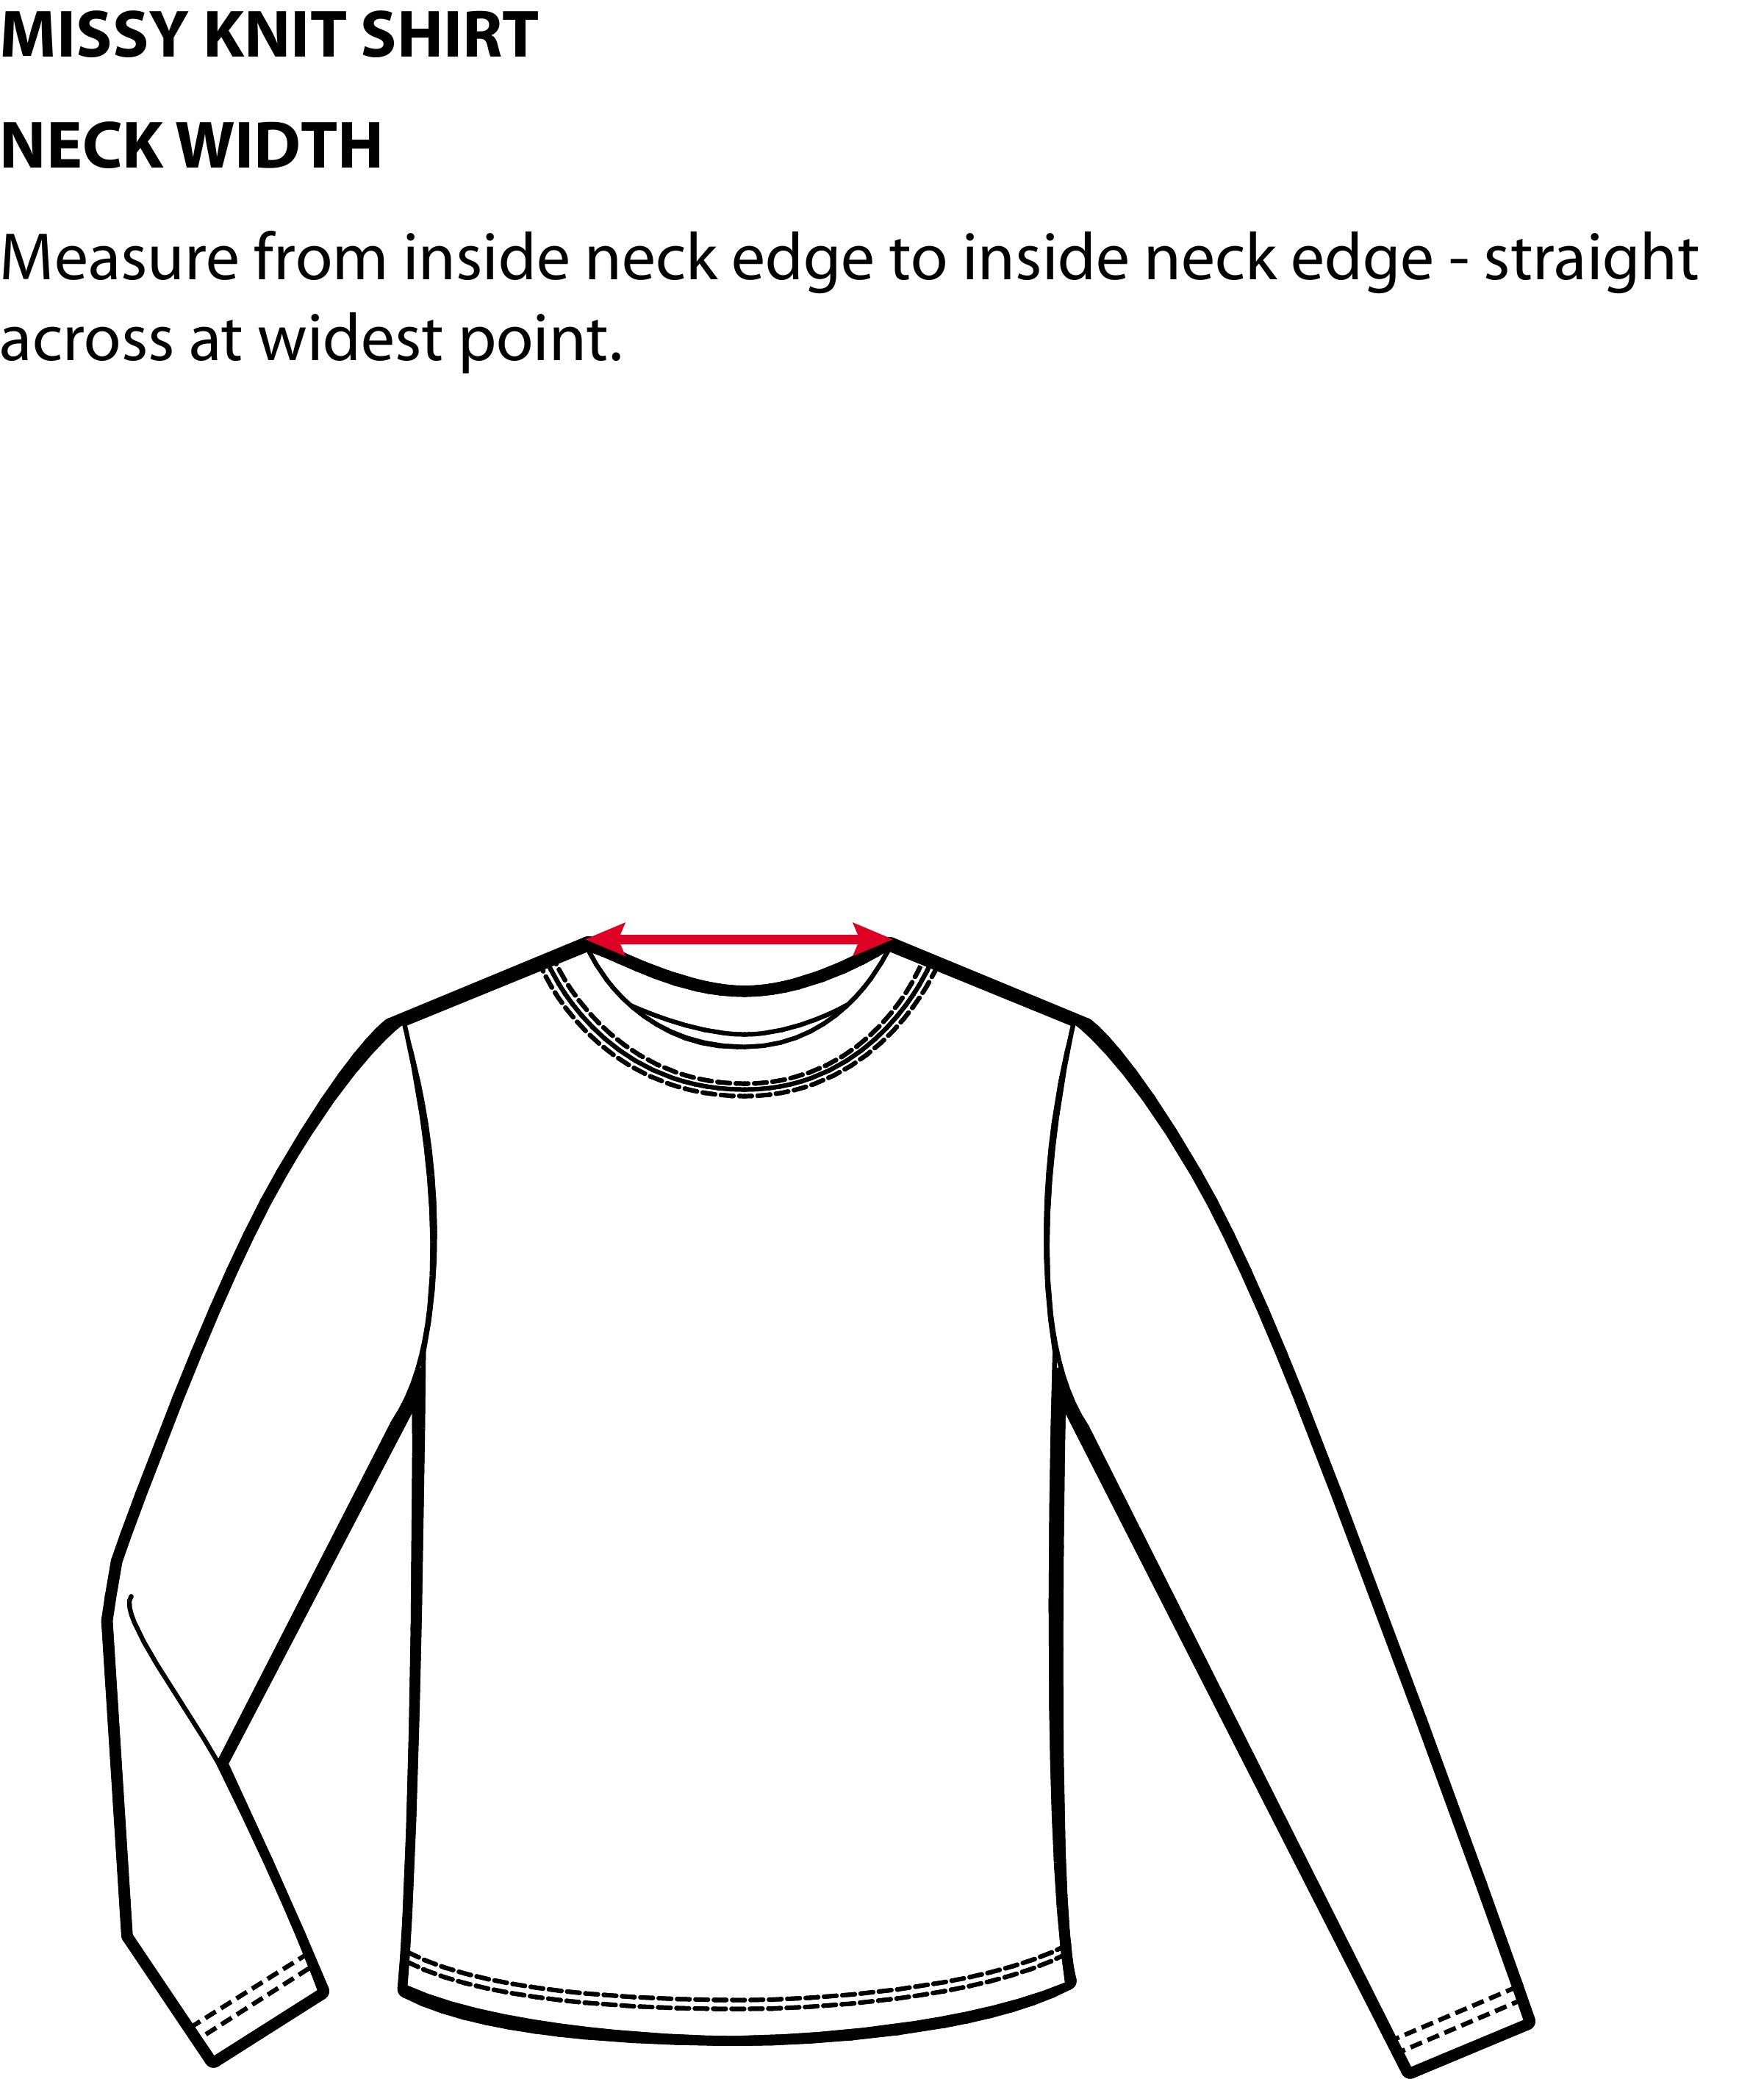 MISSY KNIT SHIRT
NECK WIDTH
Measure from inside neck edge to inside neck edge - straight
across at widest point.